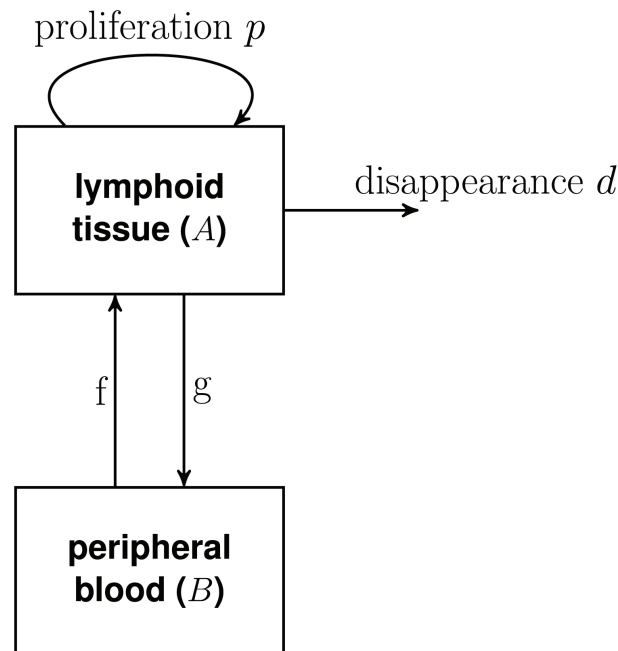 proliferation p
lymphoid
tissue (A)
disappearance d
f
g
peripheral
blood (B)